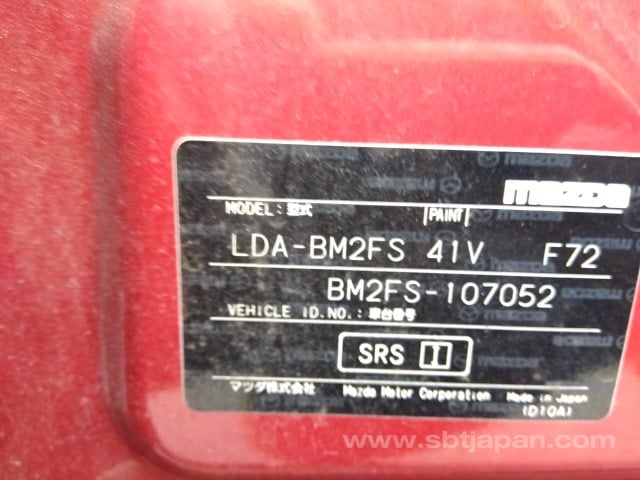 mazda
MODEL: 型式 PAINT
LDA-BM2FS 41V F72
BM2FS-107052
VEHICLE ID.NO.: 車台番号
SRS
マツダ株式会社 Mazda Motor Corporation Made in Japan
(D10A)
www.sbtjapan.com